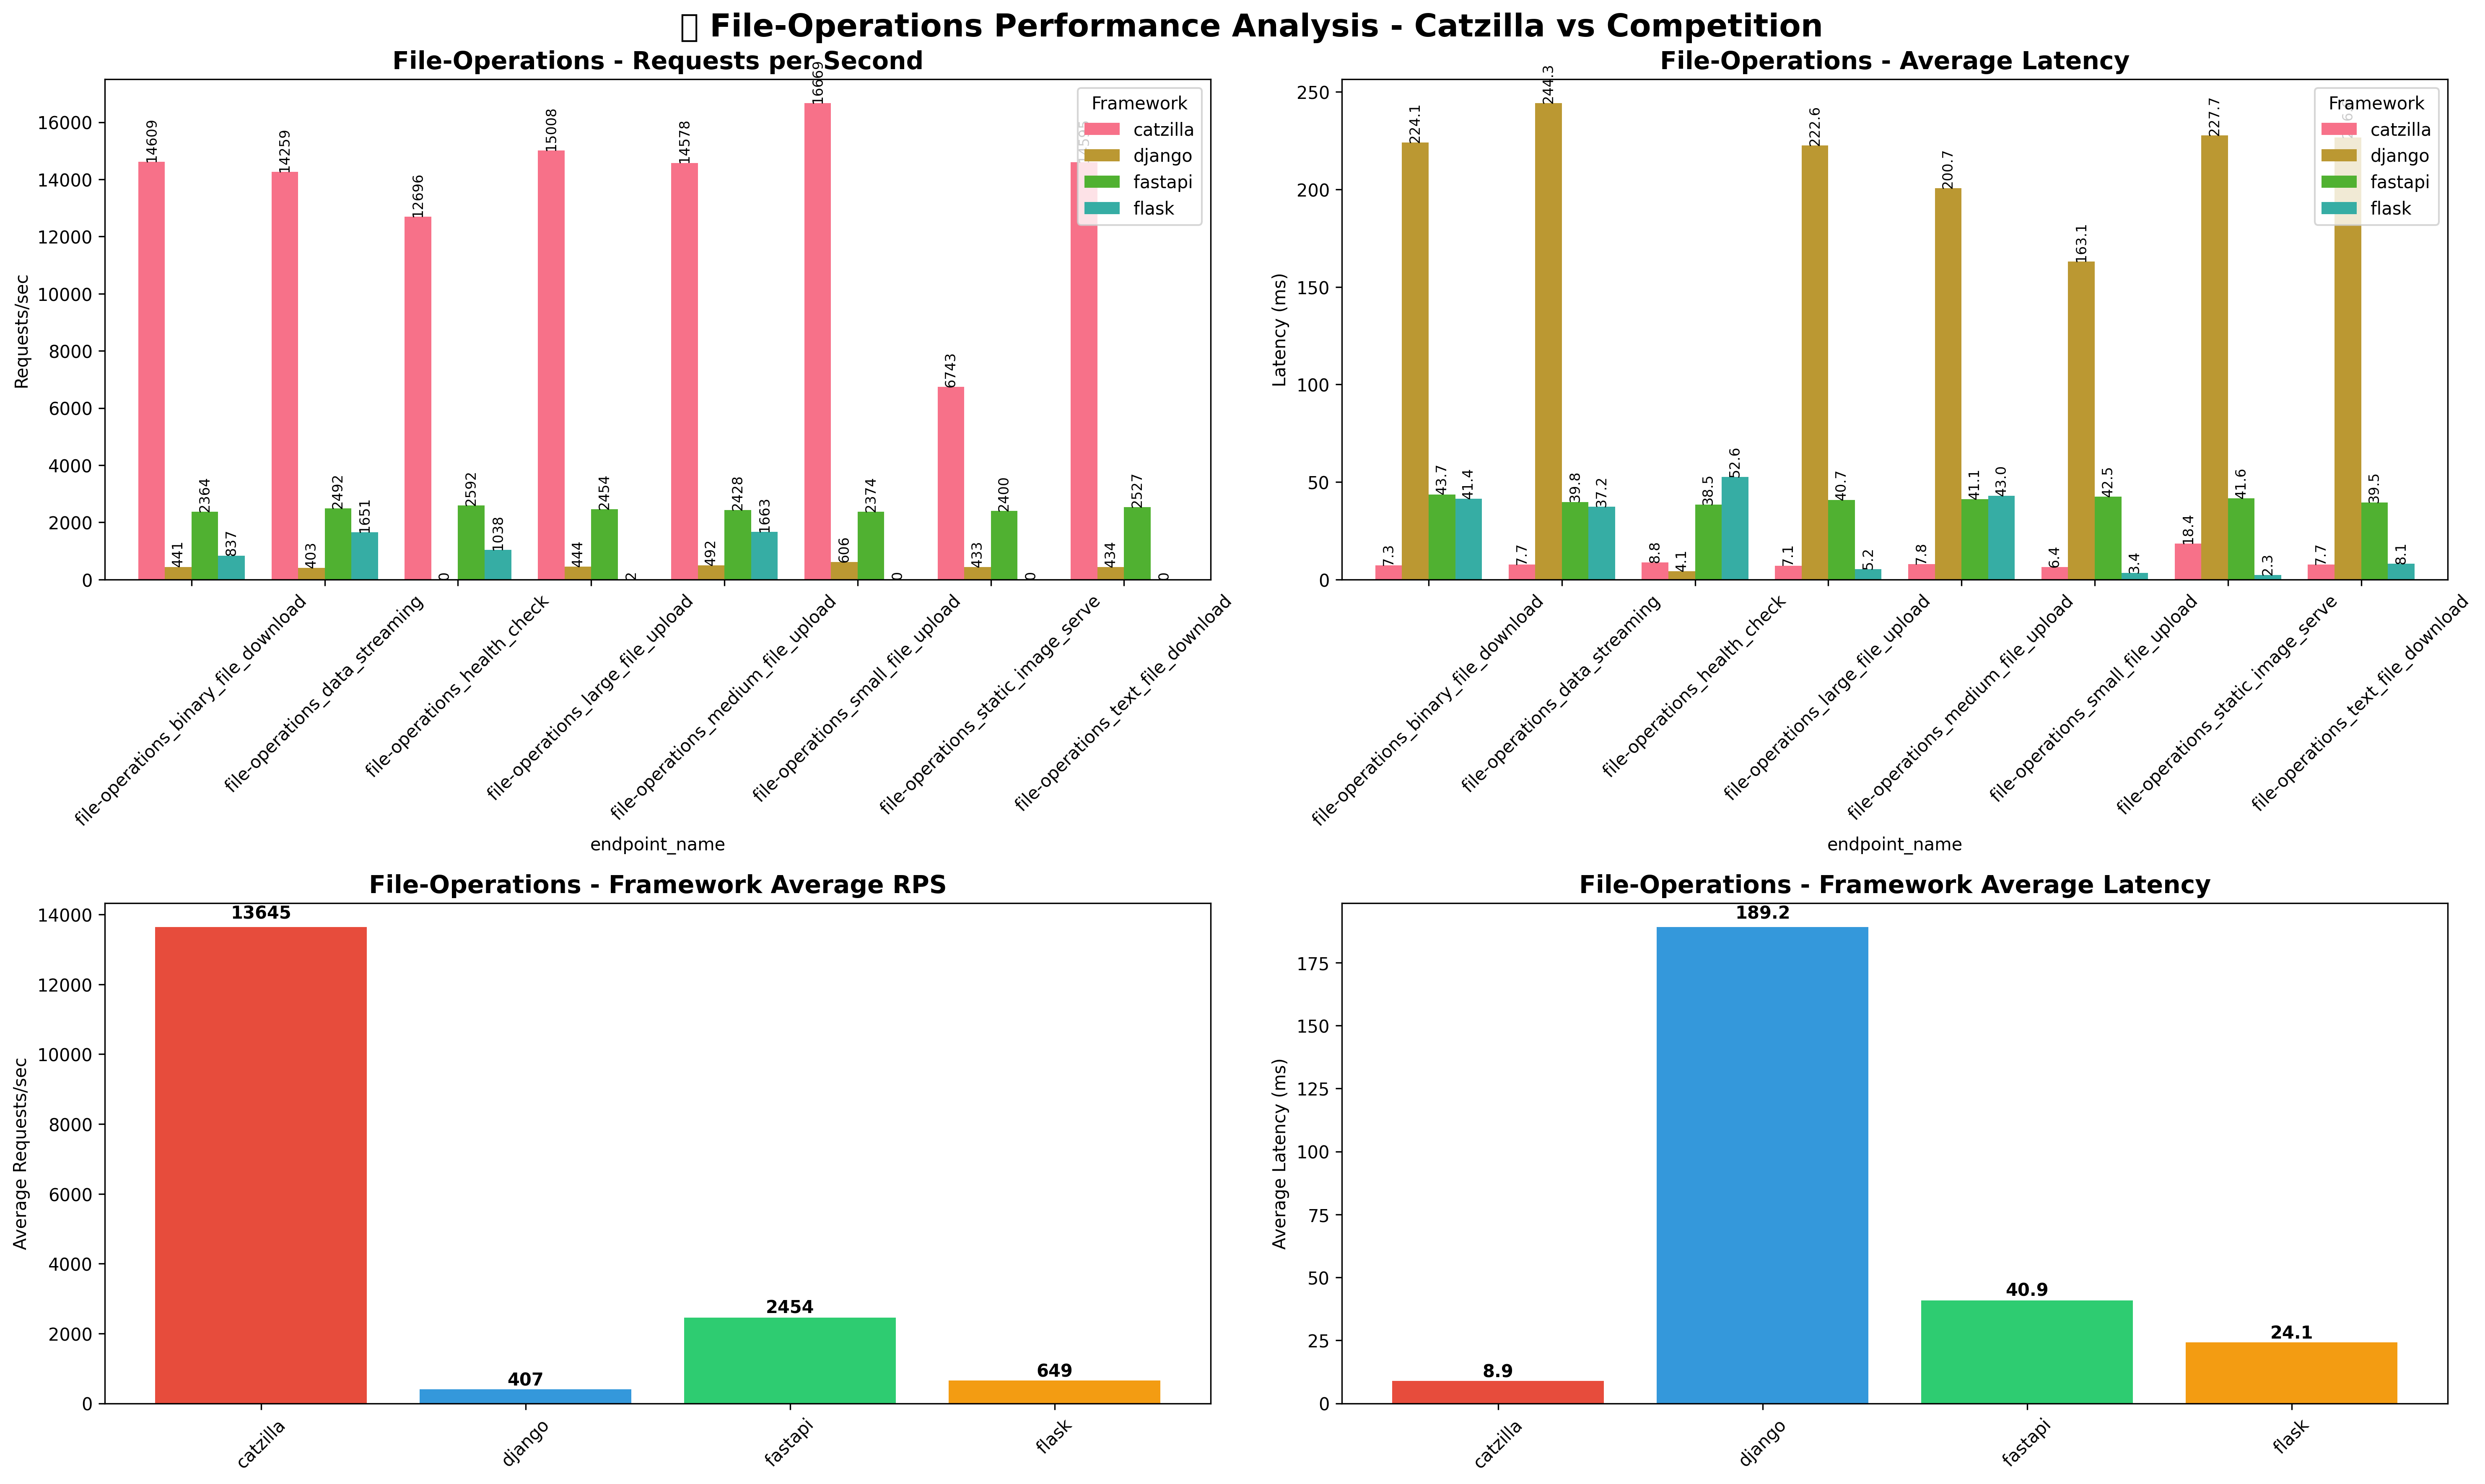 File-Operations Performance Analysis - Catzilla vs Competition
File-Operations - Requests per Second
Requests/sec
16000
14000
12000
10000
8000
6000
4000
2000
0
14609
441
2364
837
14259
403
2492
1651
12696
0
2592
1038
15008
444
2454
2
14578
492
2428
1663
16669
606
2374
0
6743
433
2400
0
14595
434
2527
0
Framework
catzilla
django
fastapi
flask
file-operations_binary_file_download
file-operations_data_streaming
file-operations_health_check
file-operations_large_file_upload
file-operations_medium_file_upload
file-operations_small_file_upload
file-operations_static_image_serve
file-operations_text_file_download
endpoint_name
File-Operations - Average Latency
Latency (ms)
250
200
150
100
50
0
7.3
224.1
43.7
41.4
7.7
244.3
39.8
37.2
8.8
4.1
38.5
52.6
7.1
222.6
40.7
5.2
7.8
200.7
41.1
43.0
6.4
163.1
42.5
3.4
18.4
227.7
41.6
2.3
7.7
39.5
8.1
Framework
catzilla
django
fastapi
flask
file-operations_binary_file_download
file-operations_data_streaming
file-operations_health_check
file-operations_large_file_upload
file-operations_medium_file_upload
file-operations_small_file_upload
file-operations_static_image_serve
file-operations_text_file_download
endpoint_name
File-Operations - Framework Average RPS
Average Requests/sec
14000
12000
10000
8000
6000
4000
2000
0
13645
407
2454
649
catzilla
django
fastapi
flask
File-Operations - Framework Average Latency
Average Latency (ms)
175
150
125
100
75
50
25
0
8.9
189.2
40.9
24.1
catzilla
django
fastapi
flask